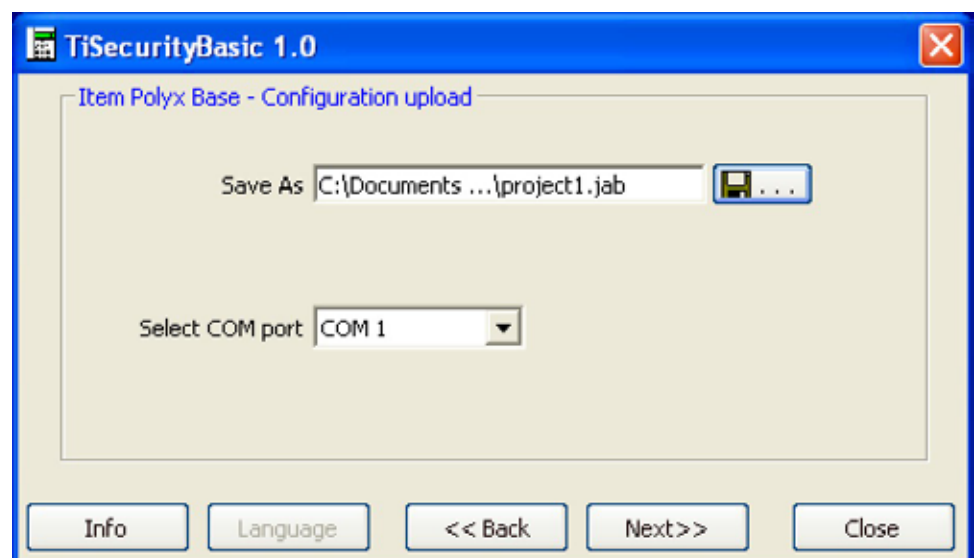 TiSecurityBasic 1.0
Item Polyx Base - Configuration upload
Save As C:\Documents ...\project1.jab ...
Select COM port COM 1
Info Language << Back Next>> Close